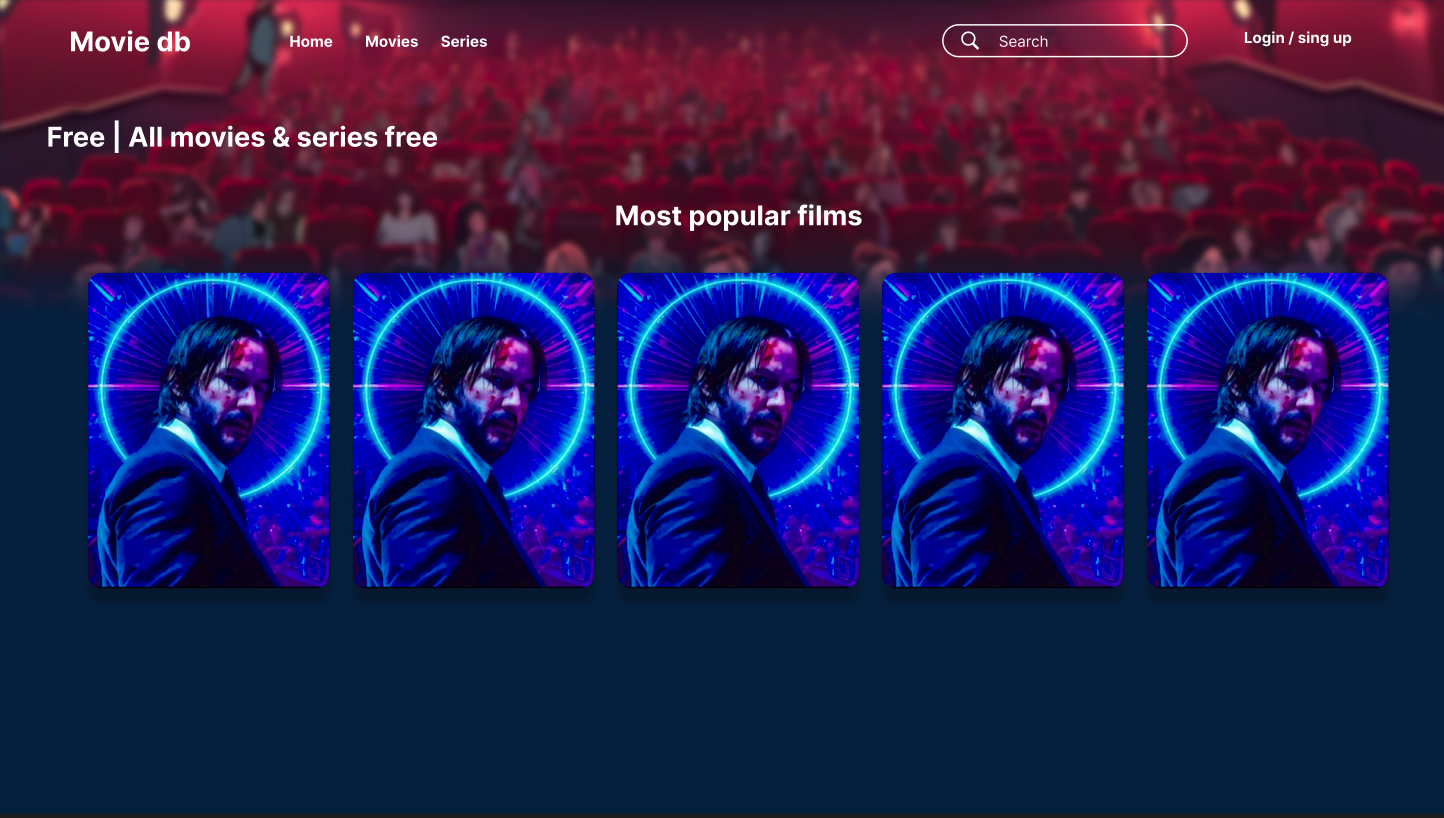 Movie db
Home
Movies
Series
Search
Login / sing up
Free | All movies & series free
Most popular films